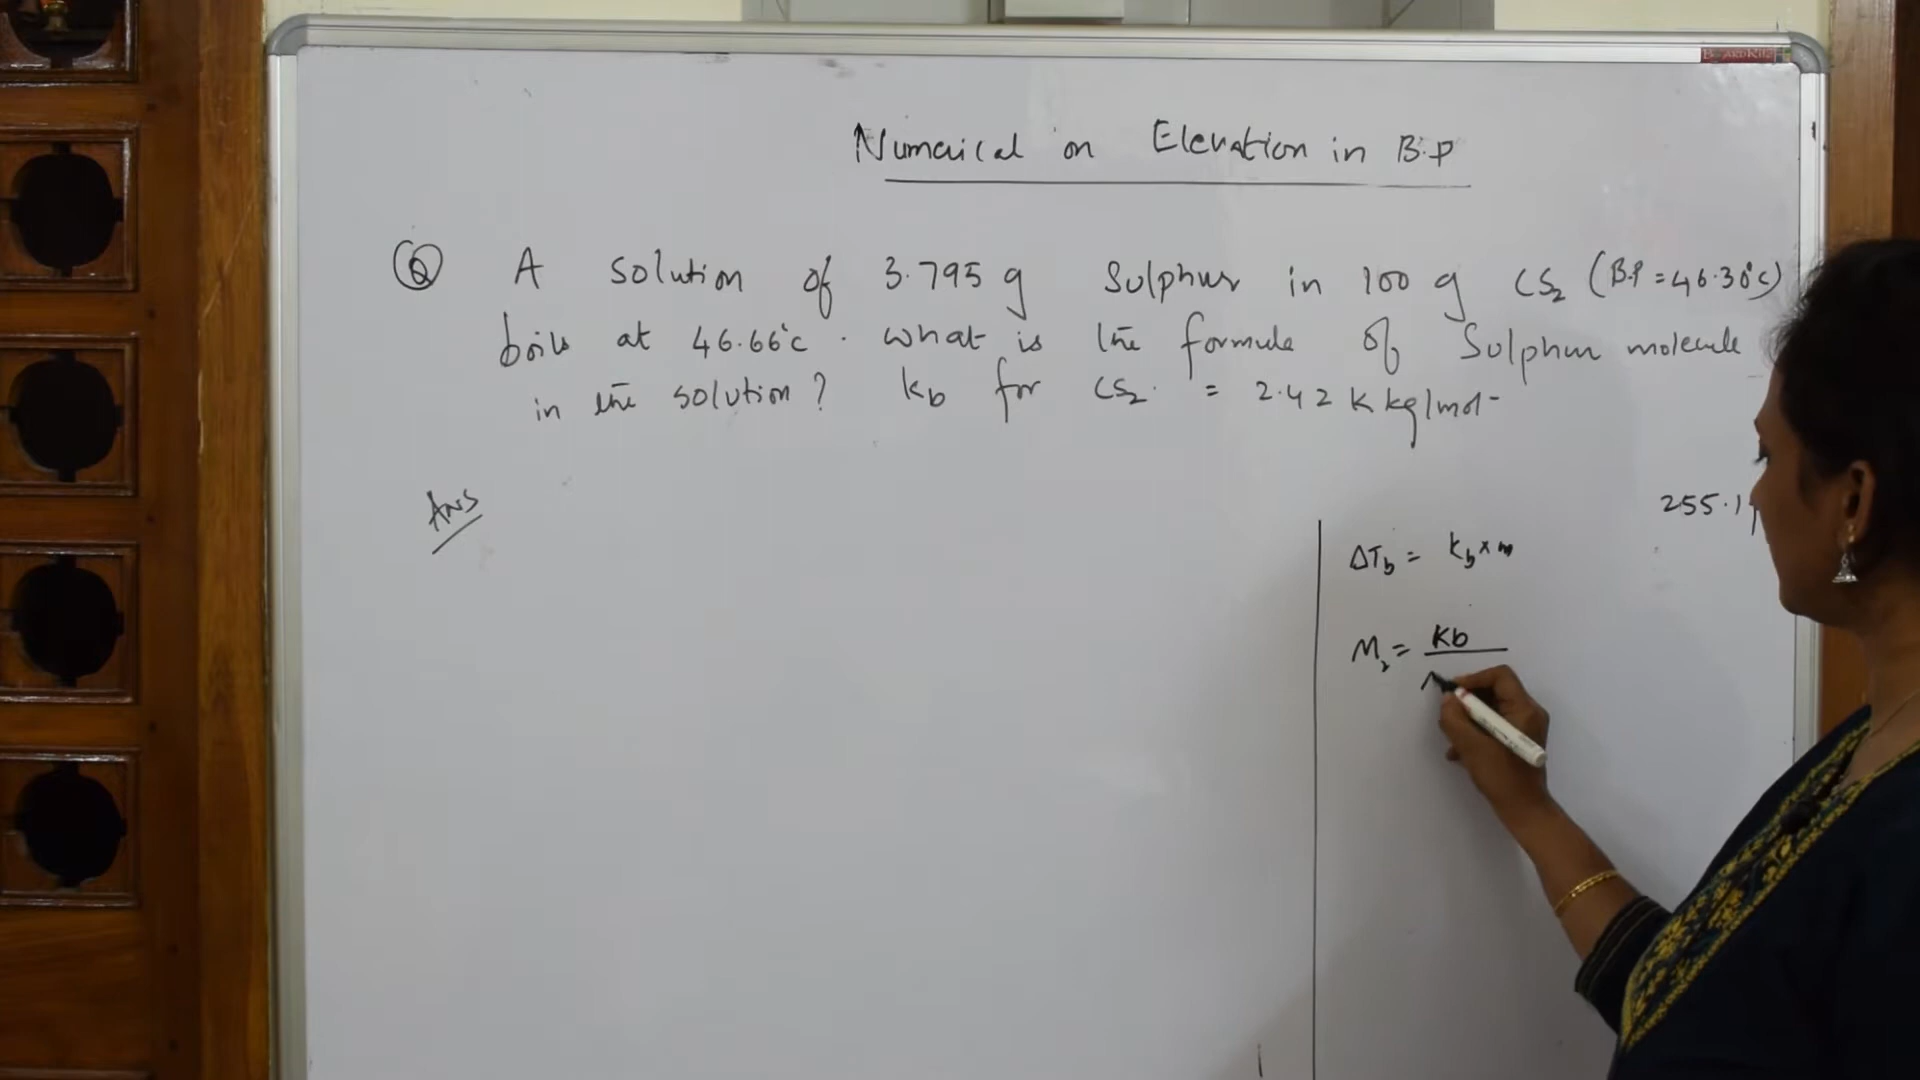 Numerical on Elevation in B.P
Q A solution of 3.795 g Sulphur in 100 g CS₂ (B.P = 46.30°C)
boils at 46.66°C. what is the formula of Sulphur molecule
in the solution? kb for CS₂ = 2.42 K kg/mol-
Ans
255.1
ΔTb = kb × m
M₂ = Kb